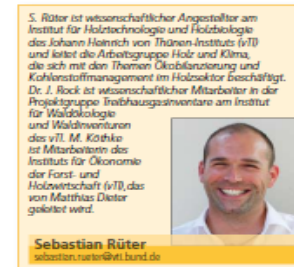 S. Rüter ist wissenschaftlicher Angestellter am
Institut für Holztechnologie und Holzbiologie
des Johann Heinrich von Thünen-Instituts (vTI)
und leitet die Arbeitsgruppe Holz und Klima,
die sich mit den Themen Ökobilanzierung und
Kohlenstoffmanagement im Holzsektor beschäftigt.
Dr. J. Rock ist wissenschaftlicher Mitarbeiter in der
Projektgruppe Treibhausgasinventare am Institut
für Waldökologie
und Waldinventuren
des vTI. M. Köthke
ist Mitarbeiterin des
Instituts für Ökonomie
der Forst- und
Holzwirtschaft (vTI), das
von Matthias Dieter
geleitet wird.
Sebastian Rüter
sebastian.rueter@vti.bund.de